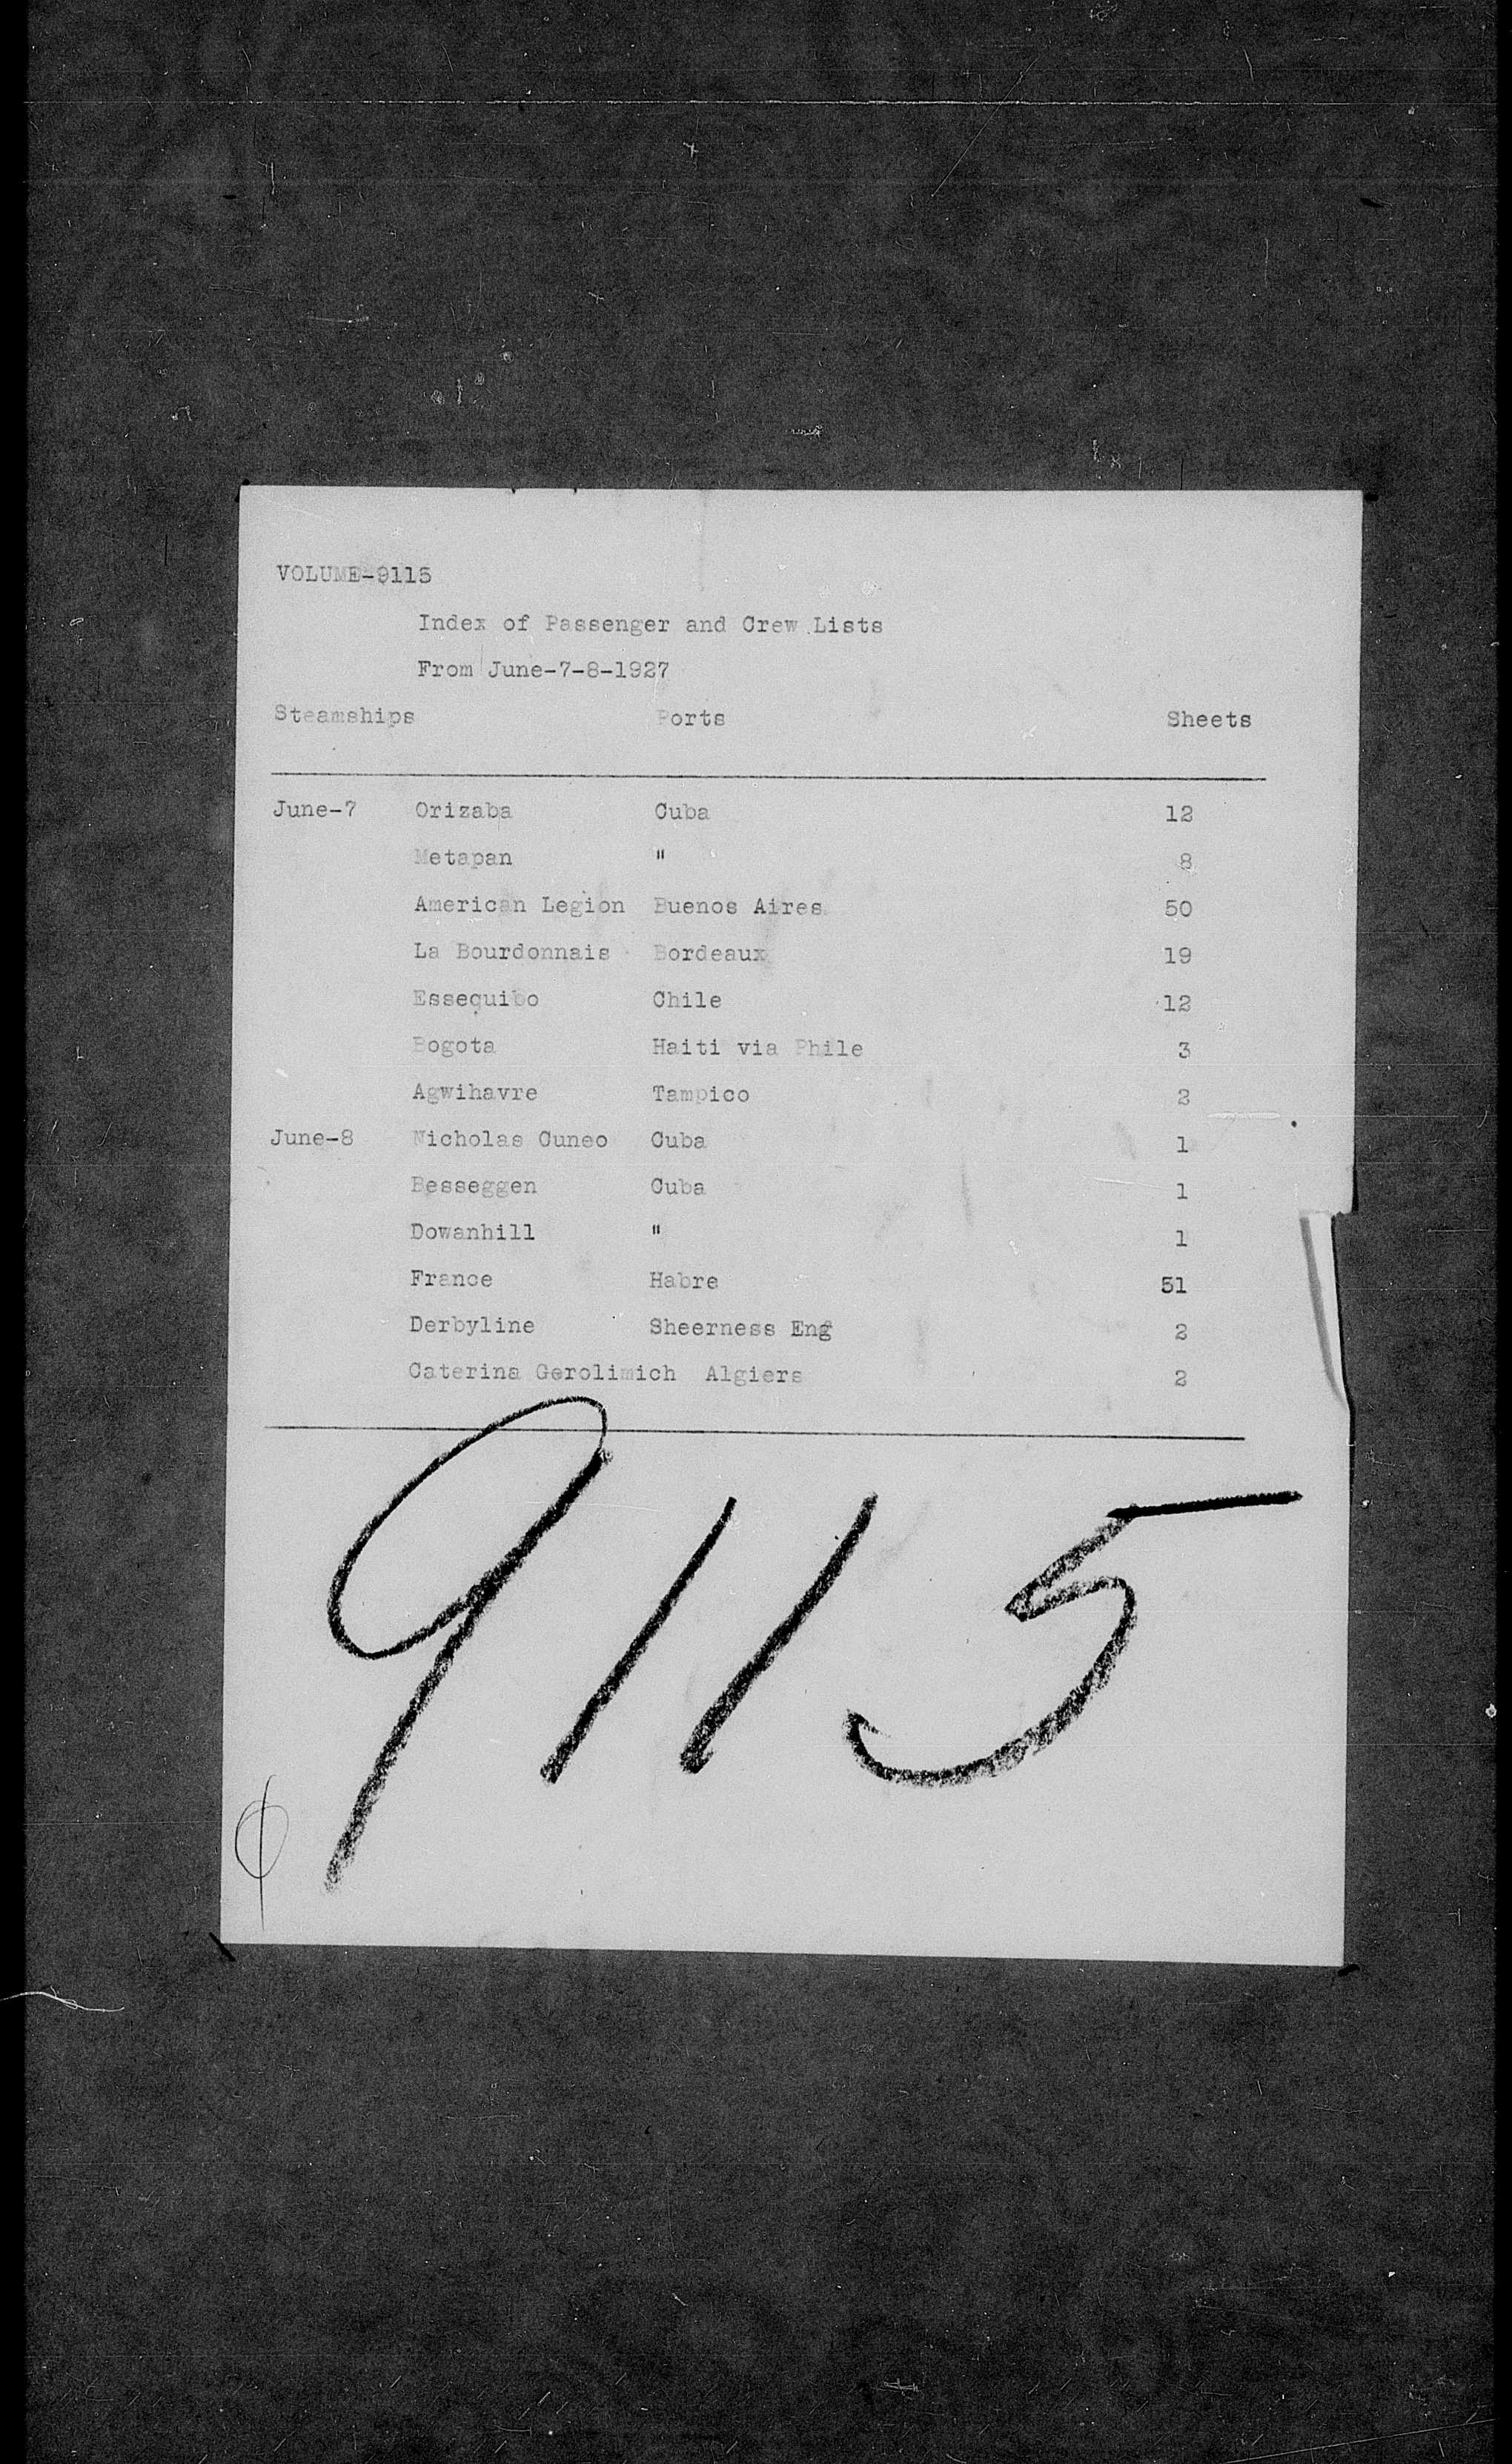 VOLUME-9115
Index of Passenger and Crew Lists
From June-7-8-1927
Steamships Ports Sheets
June-7 Orizaba Cuba 12
Metapan " 8
American Legion Buenos Aires 50
La Bourdonnais Bordeaux 19
Essequibo Chile 12
Bogota Haiti via Phile 3
Agwihavre Tampico 2
June-8 Nicholas Cuneo Cuba 1
Besseggen Cuba 1
Dowanhill " 1
France Habre 51
Derbyline Sheerness Eng 2
Caterina Gerolimich Algiers 2
9115